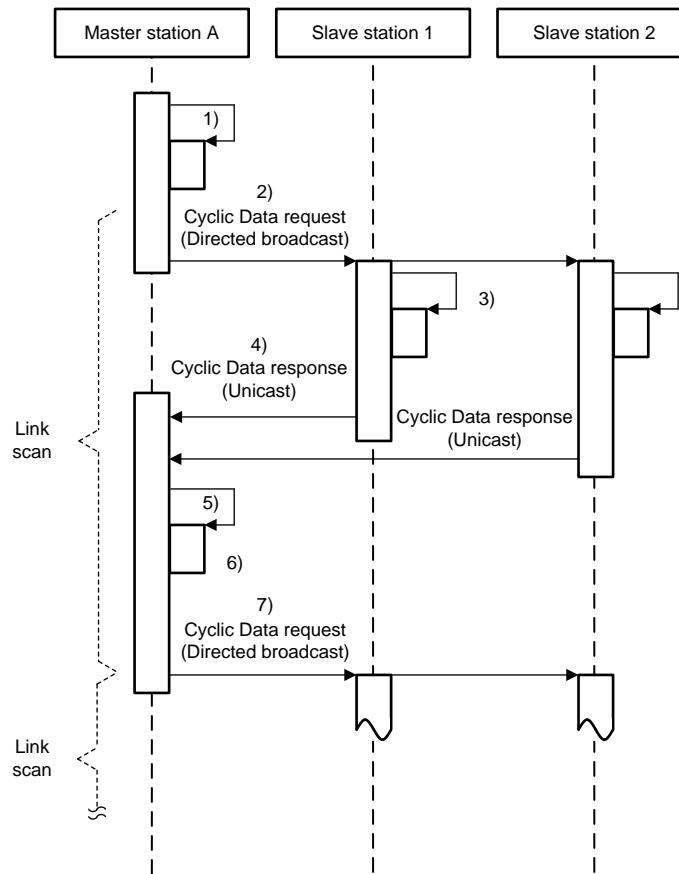 Master station A
Slave station 1
Slave station 2
1)
2)
Cyclic Data request
(Directed broadcast)
3)
4)
Cyclic Data response
(Unicast)
Cyclic Data response
(Unicast)
Link
scan
5)
6)
7)
Cyclic Data request
(Directed broadcast)
Link
scan